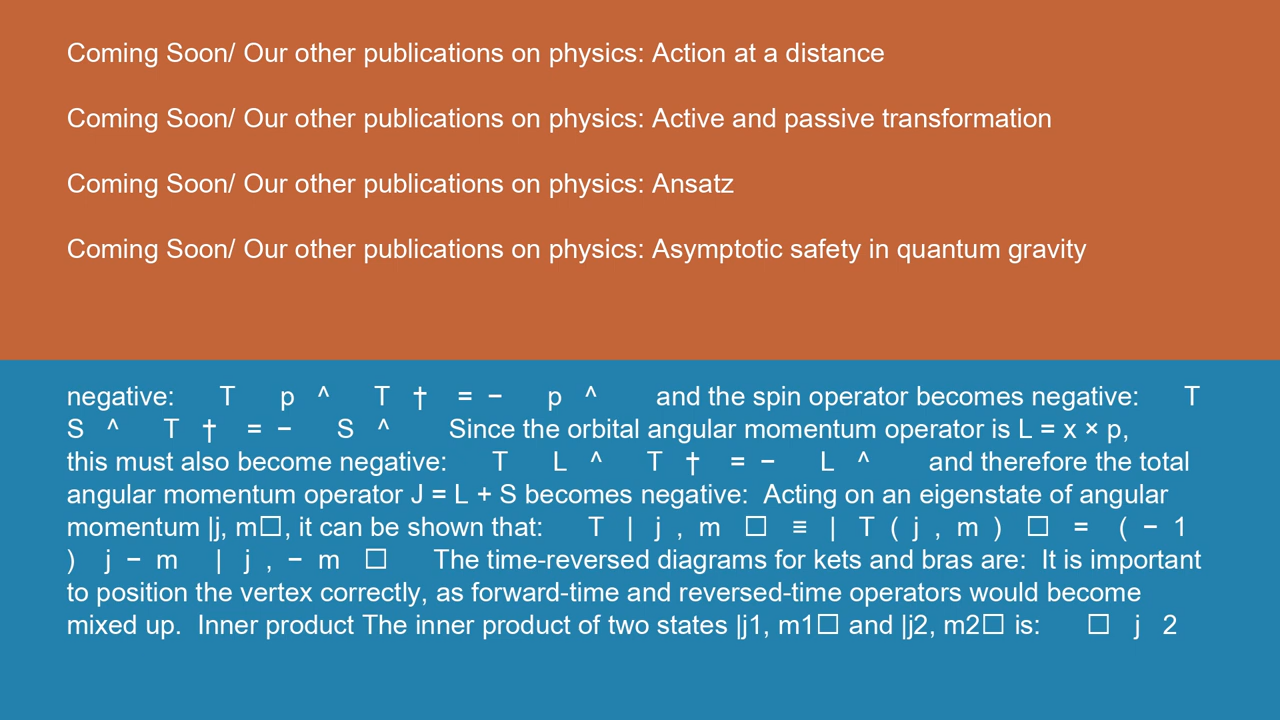 Coming Soon/ Our other publications on physics: Action at a distance
Coming Soon/ Our other publications on physics: Active and passive transformation
Coming Soon/ Our other publications on physics: Ansatz
Coming Soon/ Our other publications on physics: Asymptotic safety in quantum gravity
negative: T p ^ T † = − p ^ and the spin operator becomes negative: T
S ^ T † = − S ^ Since the orbital angular momentum operator is L = x × p,
this must also become negative: T L ^ T † = − L ^ and therefore the total
angular momentum operator J = L + S becomes negative: Acting on an eigenstate of angular
momentum |j, m□, it can be shown that: T | j , m □ ≡ | T ( j , m ) □ = ( − 1
) j − m | j , − m □ The time-reversed diagrams for kets and bras are: It is important
to position the vertex correctly, as forward-time and reversed-time operators would become
mixed up. Inner product The inner product of two states |j1, m1□ and |j2, m2□ is: □ j 2